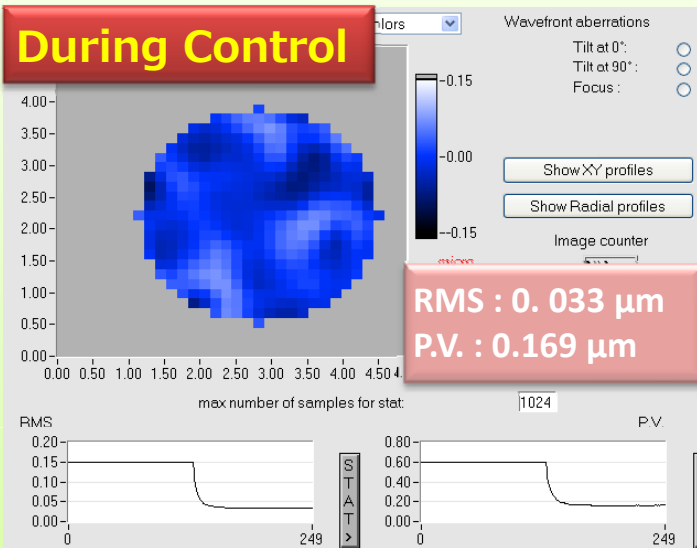 During Control
lors
Wavefront aberrations
Tilt at 0°:
Tilt at 90°:
Focus :
Show XY profiles
Show Radial profiles
Image counter
0.15
0.00
-0.15
RMS : 0. 033 µm
P.V. : 0.169 µm
4.00
3.50
3.00
2.50
2.00
1.50
1.00
0.50
0.00
0.00 0.50 1.00 1.50 2.00 2.50 3.00 3.50 4.00 4.50
max number of samples for stat:
1024
RMS
0.20
0.15
0.10
0.05
0.00
0
249
STAT>
P.V.
0.80
0.60
0.40
0.20
0.00
0
249